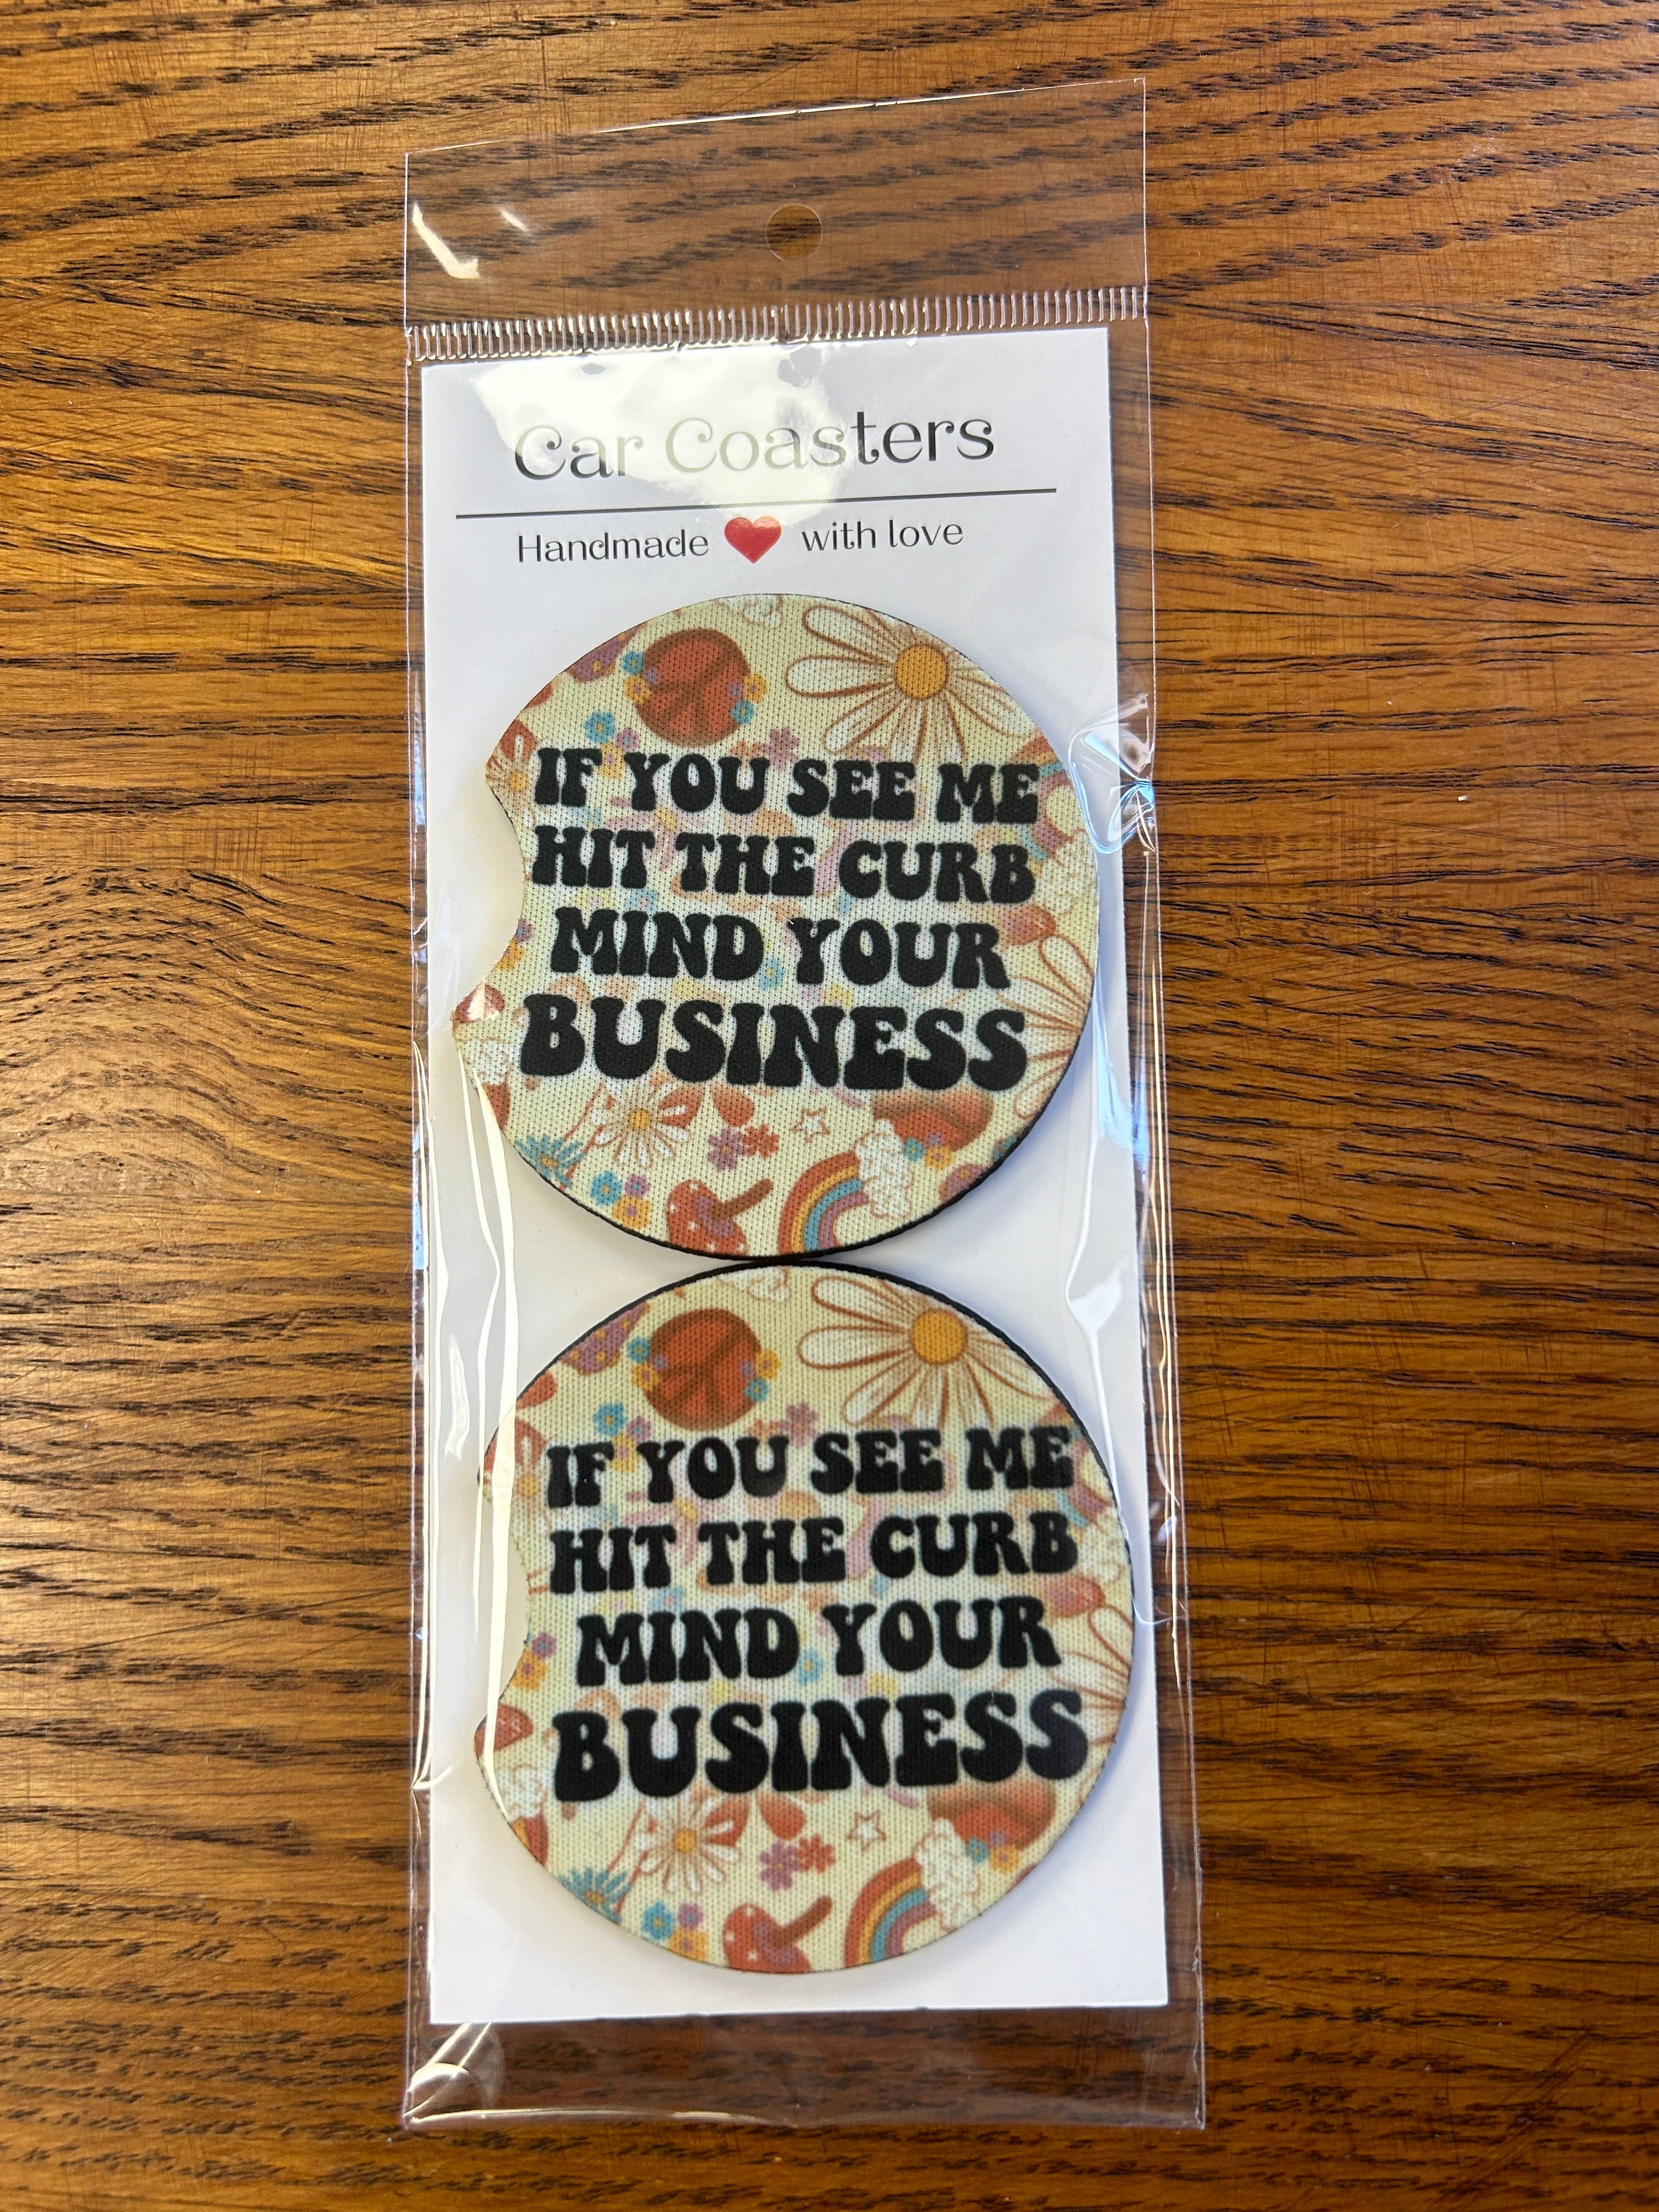 Car Coasters
Handmade with love
IF YOU SEE ME
HIT THE CURB
MIND YOUR
BUSINESS
IF YOU SEE ME
HIT THE CURB
MIND YOUR
BUSINESS